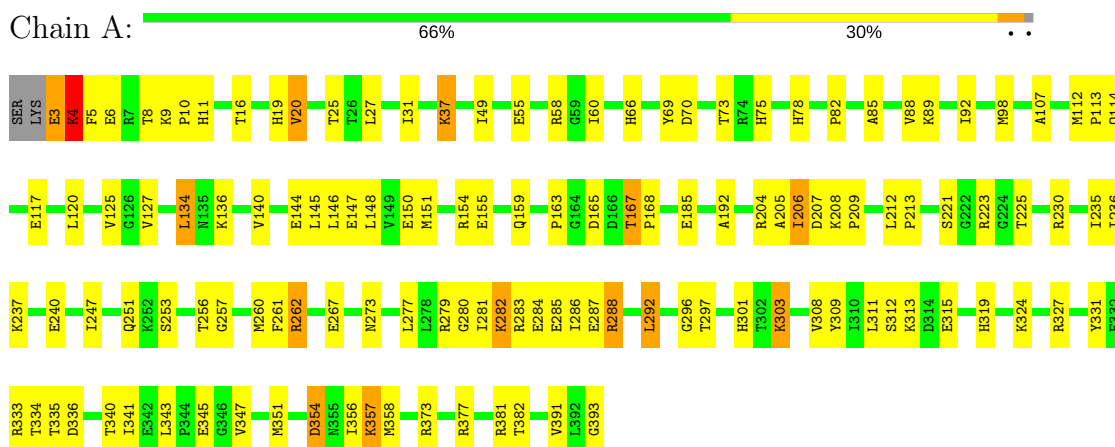 Chain A:
66% 30% • •
SER LYS E3 K4 F5 E6 R7 T8 K9 P10 H11 T16 H19 V20 T25 T26 L27 I31 K37 I49 E55 R58 G59 I60 H66 Y69 D70 T73 R74 H75 H78 P82 A85 V88 K89 I92 M98 A107 M112 P113 Q114
E117 L120 V125 G126 V127 L134 N135 K136 V140 E144 L145 L146 E147 L148 V149 E150 M151 R154 E155 Q159 P163 G164 D165 D166 T167 P168 E185 A192 R204 A205 I206 D207 K208 P209 L212 P213 S221 G222 R223 G224 T225 R230 I235 I236
K237 E240 I247 Q251 K252 S253 T256 G257 M260 F261 R262 E267 N273 L277 L278 R279 G280 I281 K282 R283 E284 E285 I286 E287 R288 L292 G296 T297 H301 T302 K303 V308 Y309 I310 L311 S312 K313 D314 E315 H319 K324 R327 Y331 E332
R333 T334 T335 D336 T340 I341 E342 L343 P344 E345 G346 V347 M351 D354 N355 I356 K357 M358 R373 R377 R381 T382 V391 L392 G393